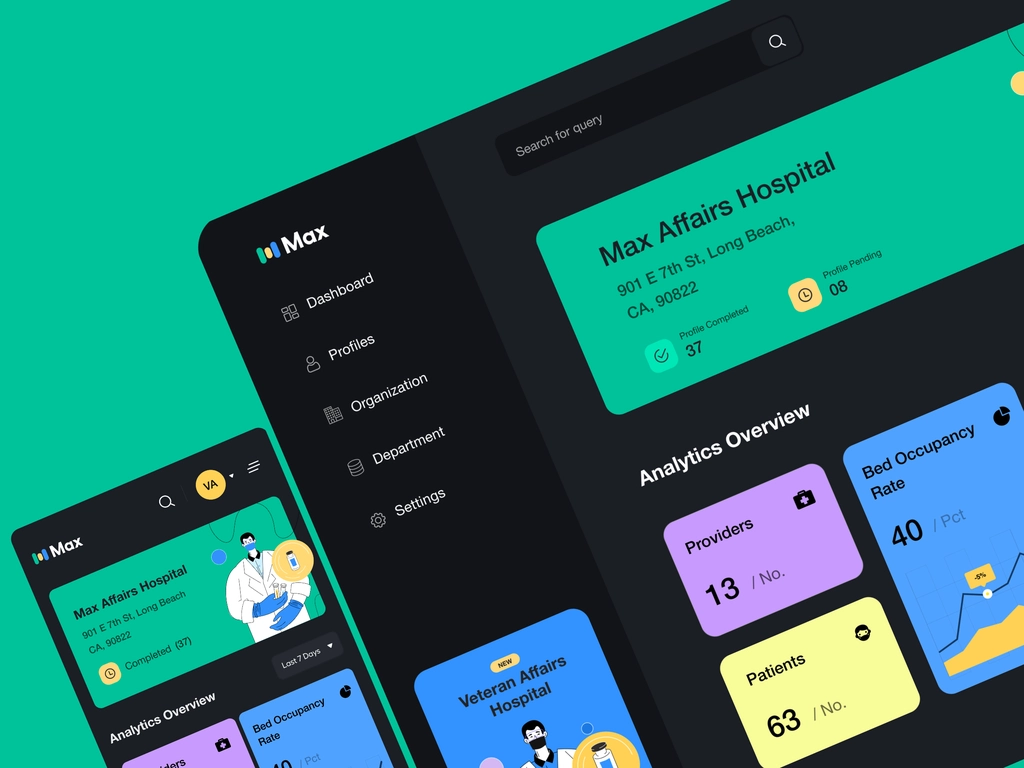 Search for query
Max
Dashboard
Profiles
Organization
Department
Settings
Max Affairs Hospital
901 E 7th St, Long Beach,
CA, 90822
Profile Completed
37
Profile Pending
08
Analytics Overview
Providers
13 / No.
Bed Occupancy
Rate
40 / Pct
-5%
Patients
63 / No.
NEW
Veteran Affairs
Hospital
VA
Max
Max Affairs Hospital
901 E 7th St, Long Beach
CA, 90822
Completed (37)
Last 7 Days
Analytics Overview
Bed Occupancy
Rate
/ Pct